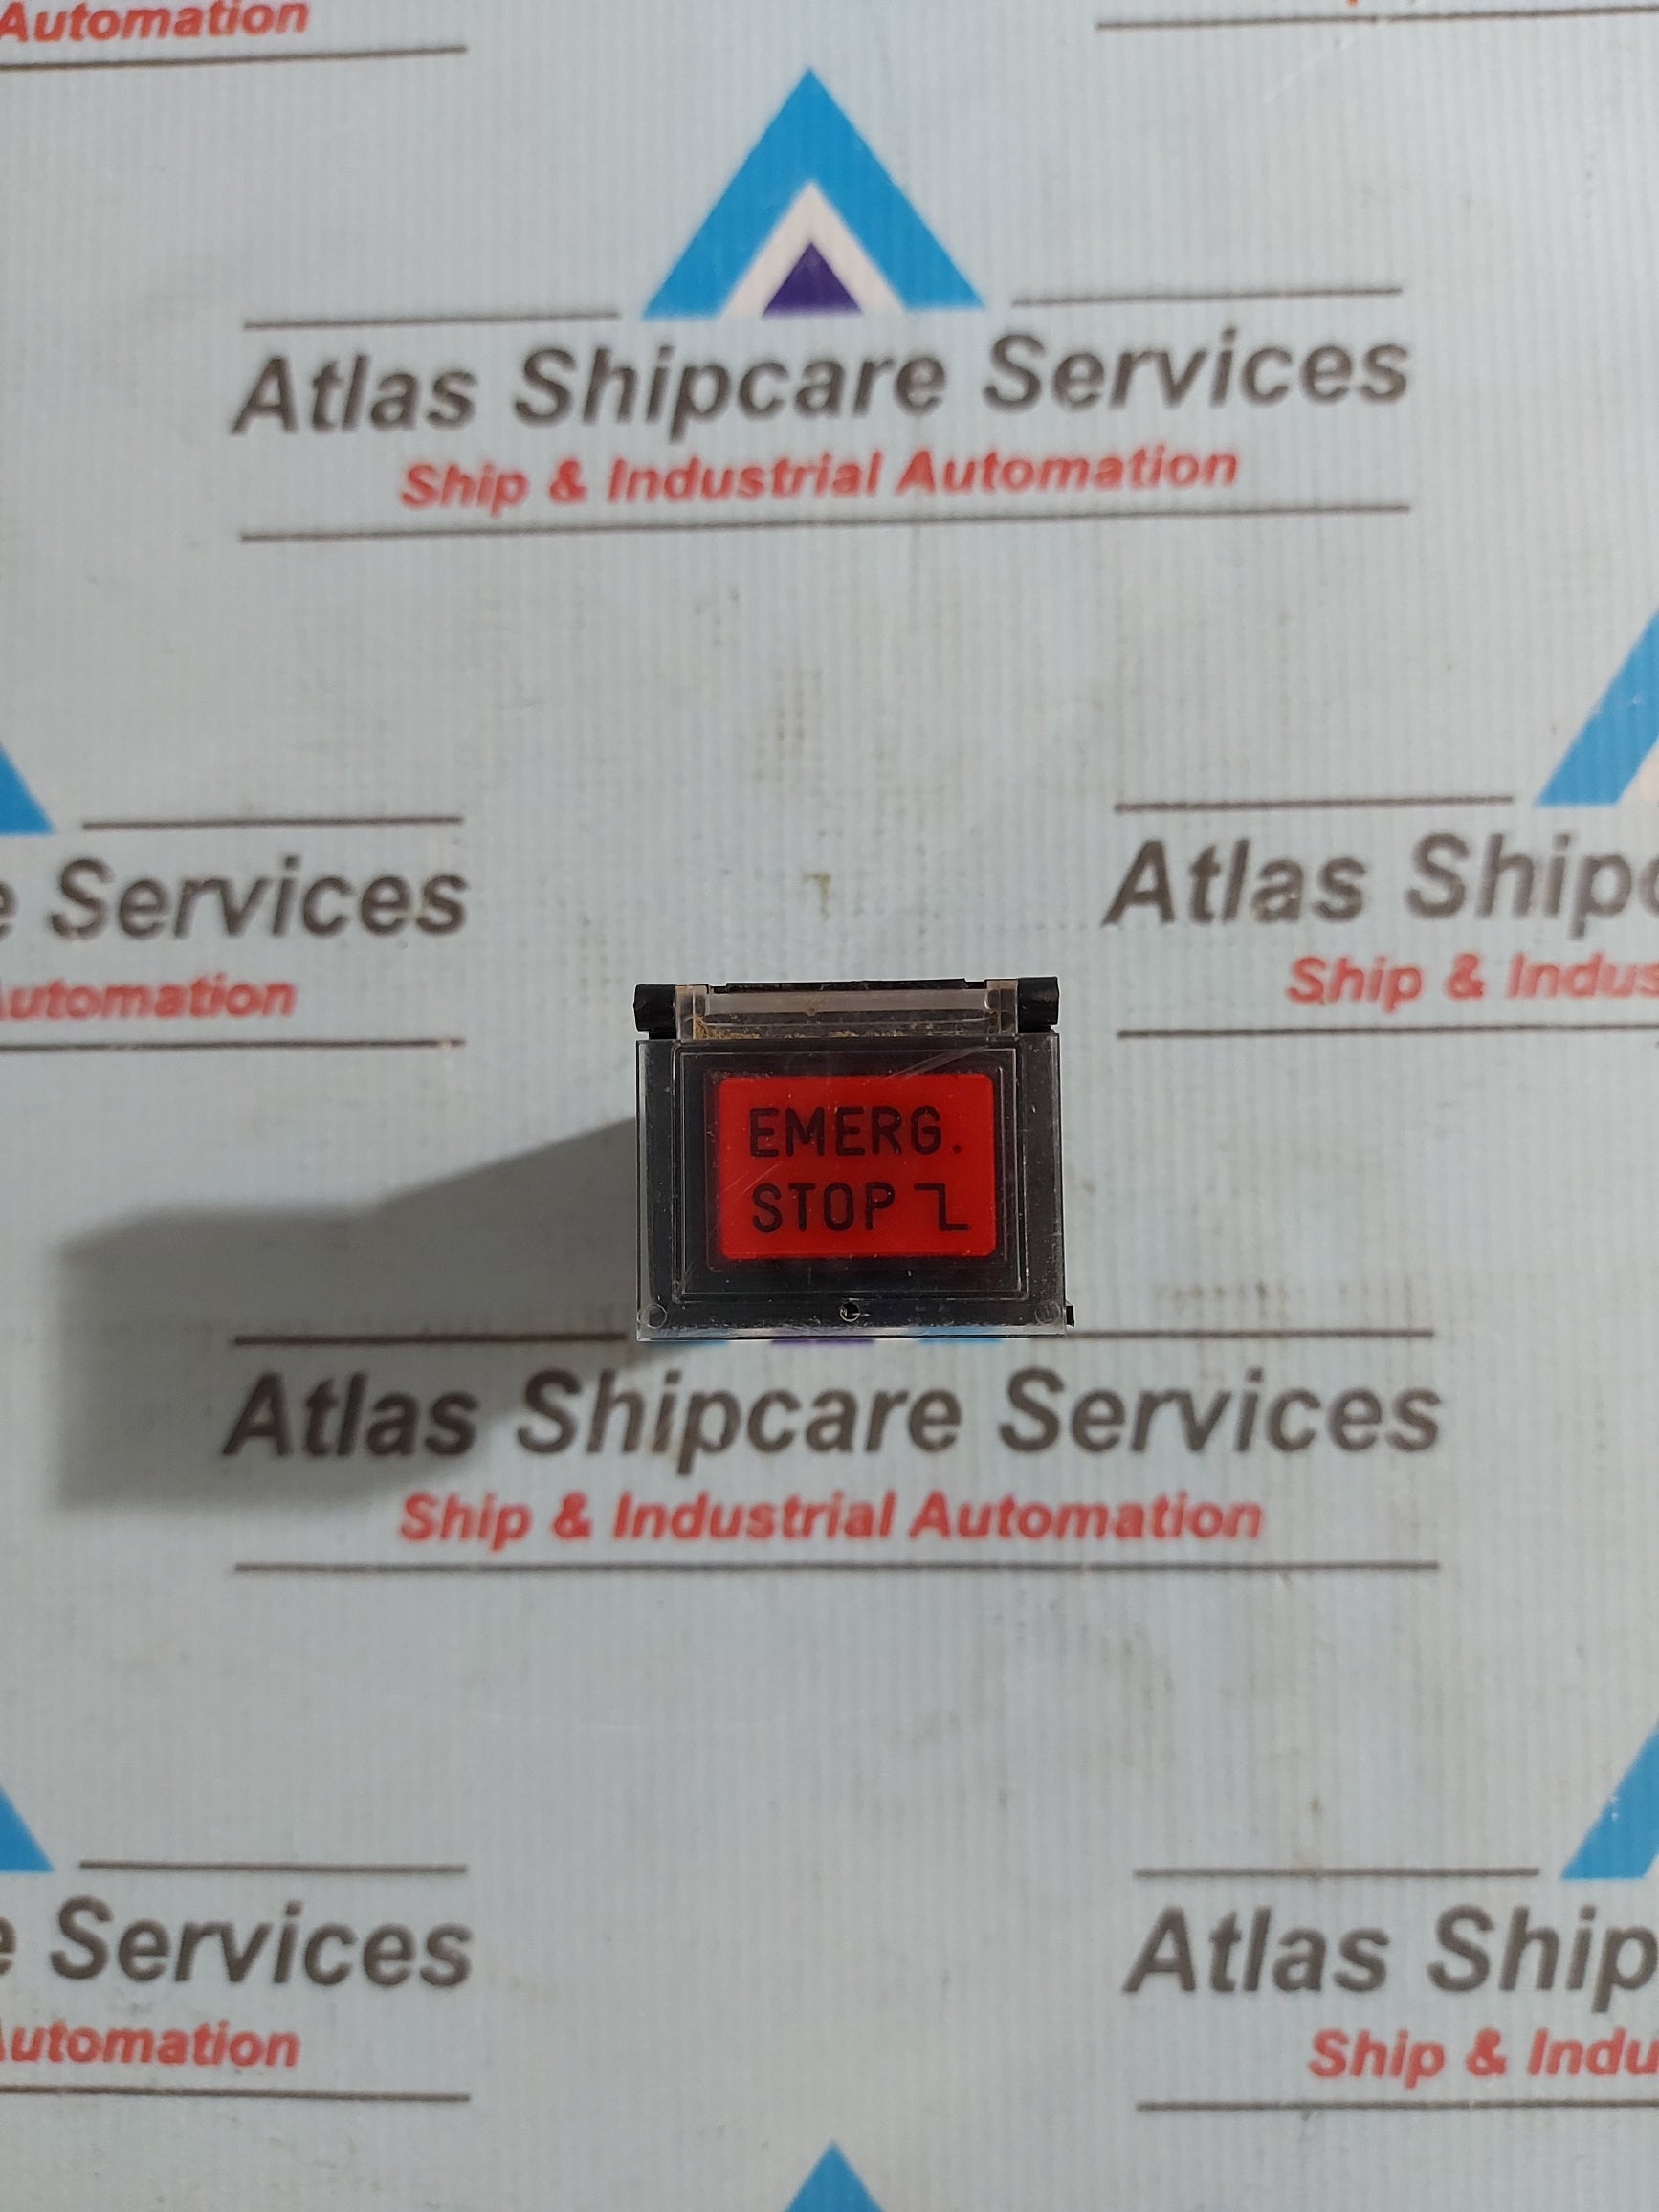 Automation
Atlas Shipcare Services
Ship & Industrial Automation
e Services
Atlas Shipc
Automation
Ship & Indus
EMERG.
STOP
Atlas Shipcare Services
Ship & Industrial Automation
e Services
Atlas Ship
Automation
Ship & Indu